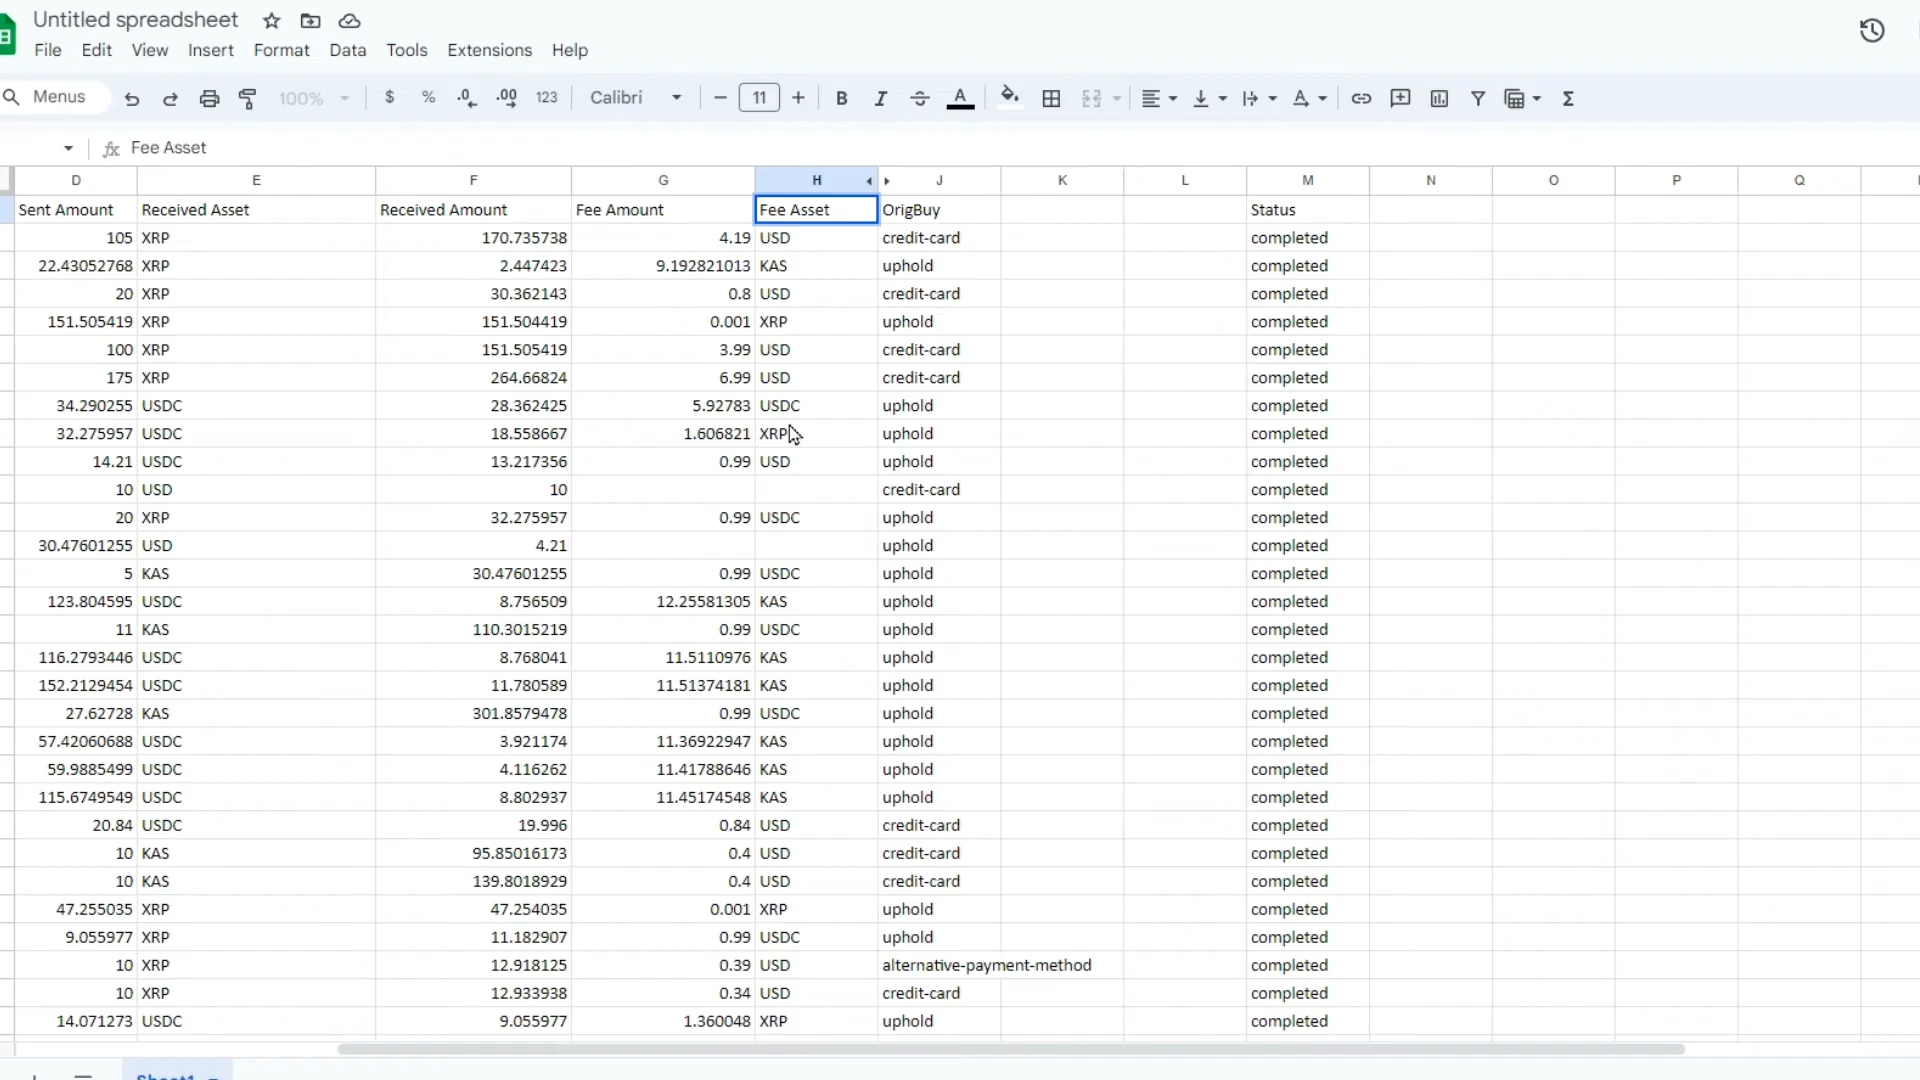 Untitled spreadsheet
File Edit View Insert Format Data Tools Extensions Help
Menus 100% $ % .0 .00 123 Calibri 11 B I A Σ
fx Fee Asset
D E F G H J K L M N O P Q
Sent Amount Received Asset Received Amount Fee Amount Fee Asset OrigBuy Status
105 XRP 170.735738 4.19 USD credit-card completed
22.43052768 XRP 2.447423 9.192821013 KAS uphold completed
20 XRP 30.362143 0.8 USD credit-card completed
151.505419 XRP 151.504419 0.001 XRP uphold completed
100 XRP 151.505419 3.99 USD credit-card completed
175 XRP 264.66824 6.99 USD credit-card completed
34.290255 USDC 28.362425 5.92783 USDC uphold completed
32.275957 USDC 18.558667 1.606821 XRP uphold completed
14.21 USDC 13.217356 0.99 USD uphold completed
10 USD 10 credit-card completed
20 XRP 32.275957 0.99 USDC uphold completed
30.47601255 USD 4.21 uphold completed
5 KAS 30.47601255 0.99 USDC uphold completed
123.804595 USDC 8.756509 12.25581305 KAS uphold completed
11 KAS 110.3015219 0.99 USDC uphold completed
116.2793446 USDC 8.768041 11.5110976 KAS uphold completed
152.2129454 USDC 11.780589 11.51374181 KAS uphold completed
27.62728 KAS 301.8579478 0.99 USDC uphold completed
57.42060688 USDC 3.921174 11.36922947 KAS uphold completed
59.9885499 USDC 4.116262 11.41788646 KAS uphold completed
115.6749549 USDC 8.802937 11.45174548 KAS uphold completed
20.84 USDC 19.996 0.84 USD credit-card completed
10 KAS 95.85016173 0.4 USD credit-card completed
10 KAS 139.8018929 0.4 USD credit-card completed
47.255035 XRP 47.254035 0.001 XRP uphold completed
9.055977 XRP 11.182907 0.99 USDC uphold completed
10 XRP 12.918125 0.39 USD alternative-payment-method completed
10 XRP 12.933938 0.34 USD credit-card completed
14.071273 USDC 9.055977 1.360048 XRP uphold completed
Sheet1